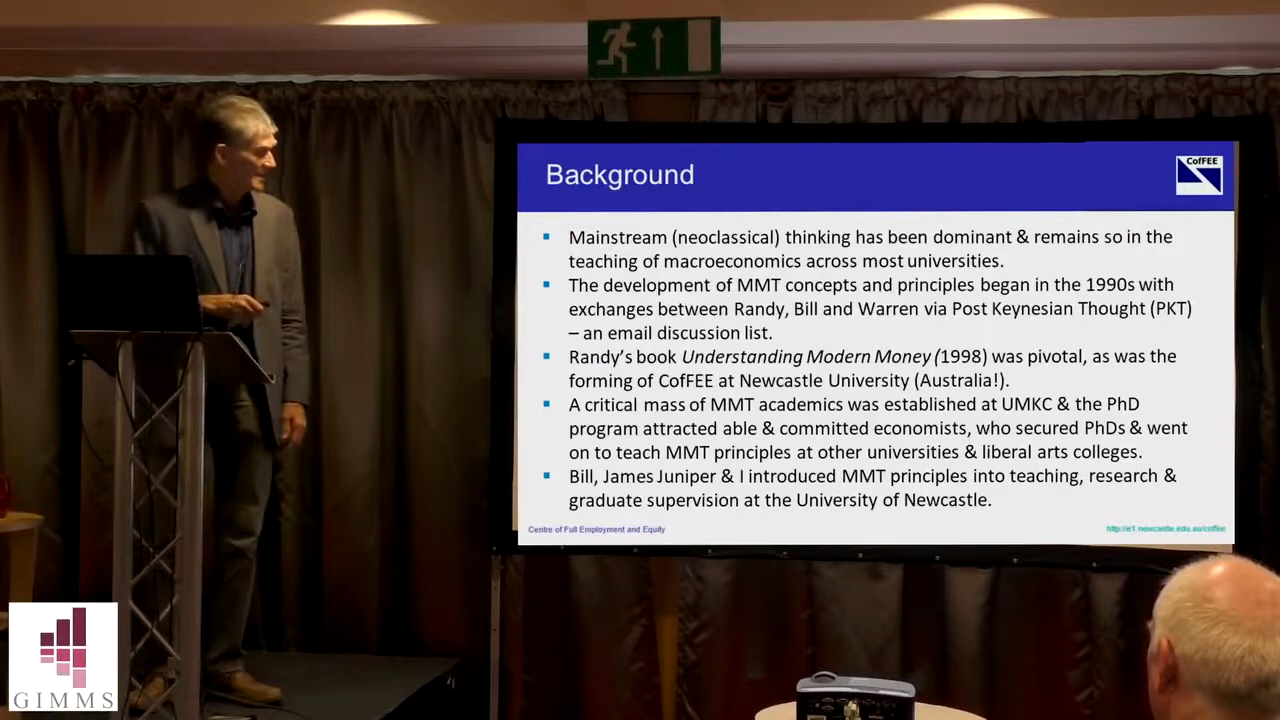 Background
CofFEE
Mainstream (neoclassical) thinking has been dominant & remains so in the
teaching of macroeconomics across most universities.
The development of MMT concepts and principles began in the 1990s with
exchanges between Randy, Bill and Warren via Post Keynesian Thought (PKT)
– an email discussion list.
Randy's book Understanding Modern Money (1998) was pivotal, as was the
forming of CofFEE at Newcastle University (Australia!).
A critical mass of MMT academics was established at UMKC & the PhD
program attracted able & committed economists, who secured PhDs & went
on to teach MMT principles at other universities & liberal arts colleges.
Bill, James Juniper & I introduced MMT principles into teaching, research &
graduate supervision at the University of Newcastle.
Centre of Full Employment and Equity
http://e1.newcastle.edu.au/coffee
GIMMS